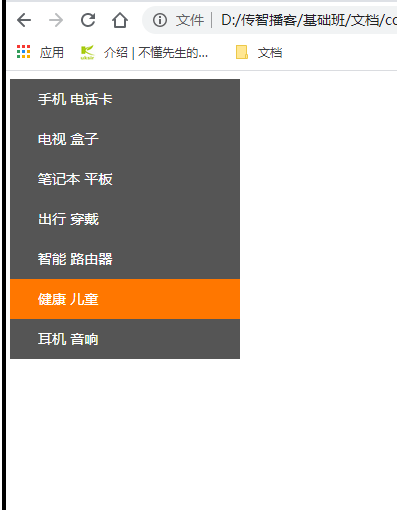 文件 | D:/传智播客/基础班/文档/co
应用 介绍 | 不懂先生的... 文档
手机 电话卡
电视 盒子
笔记本 平板
出行 穿戴
智能 路由器
健康 儿童
耳机 音响